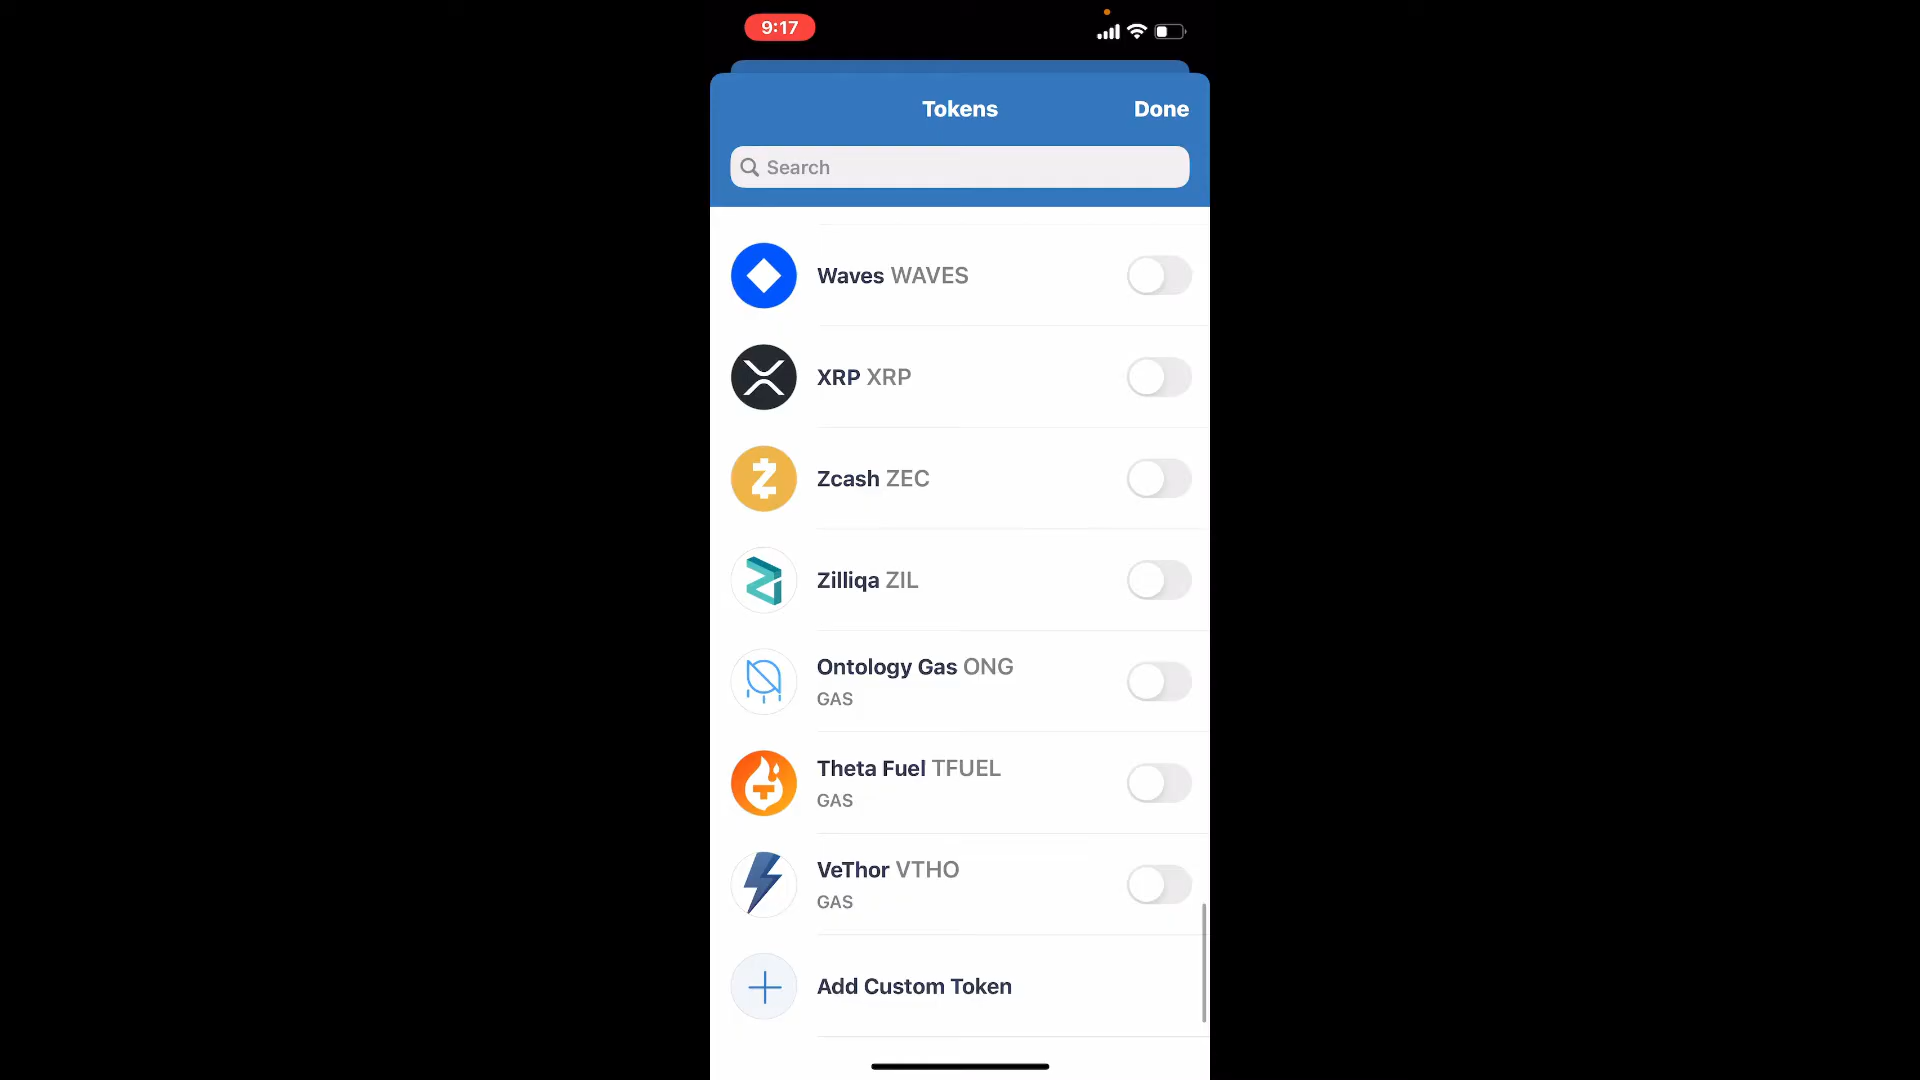 9:17
Tokens
Done
Search
Waves WAVES
XRP XRP
Zcash ZEC
Zilliqa ZIL
Ontology Gas ONG
GAS
Theta Fuel TFUEL
GAS
VeThor VTHO
GAS
Add Custom Token